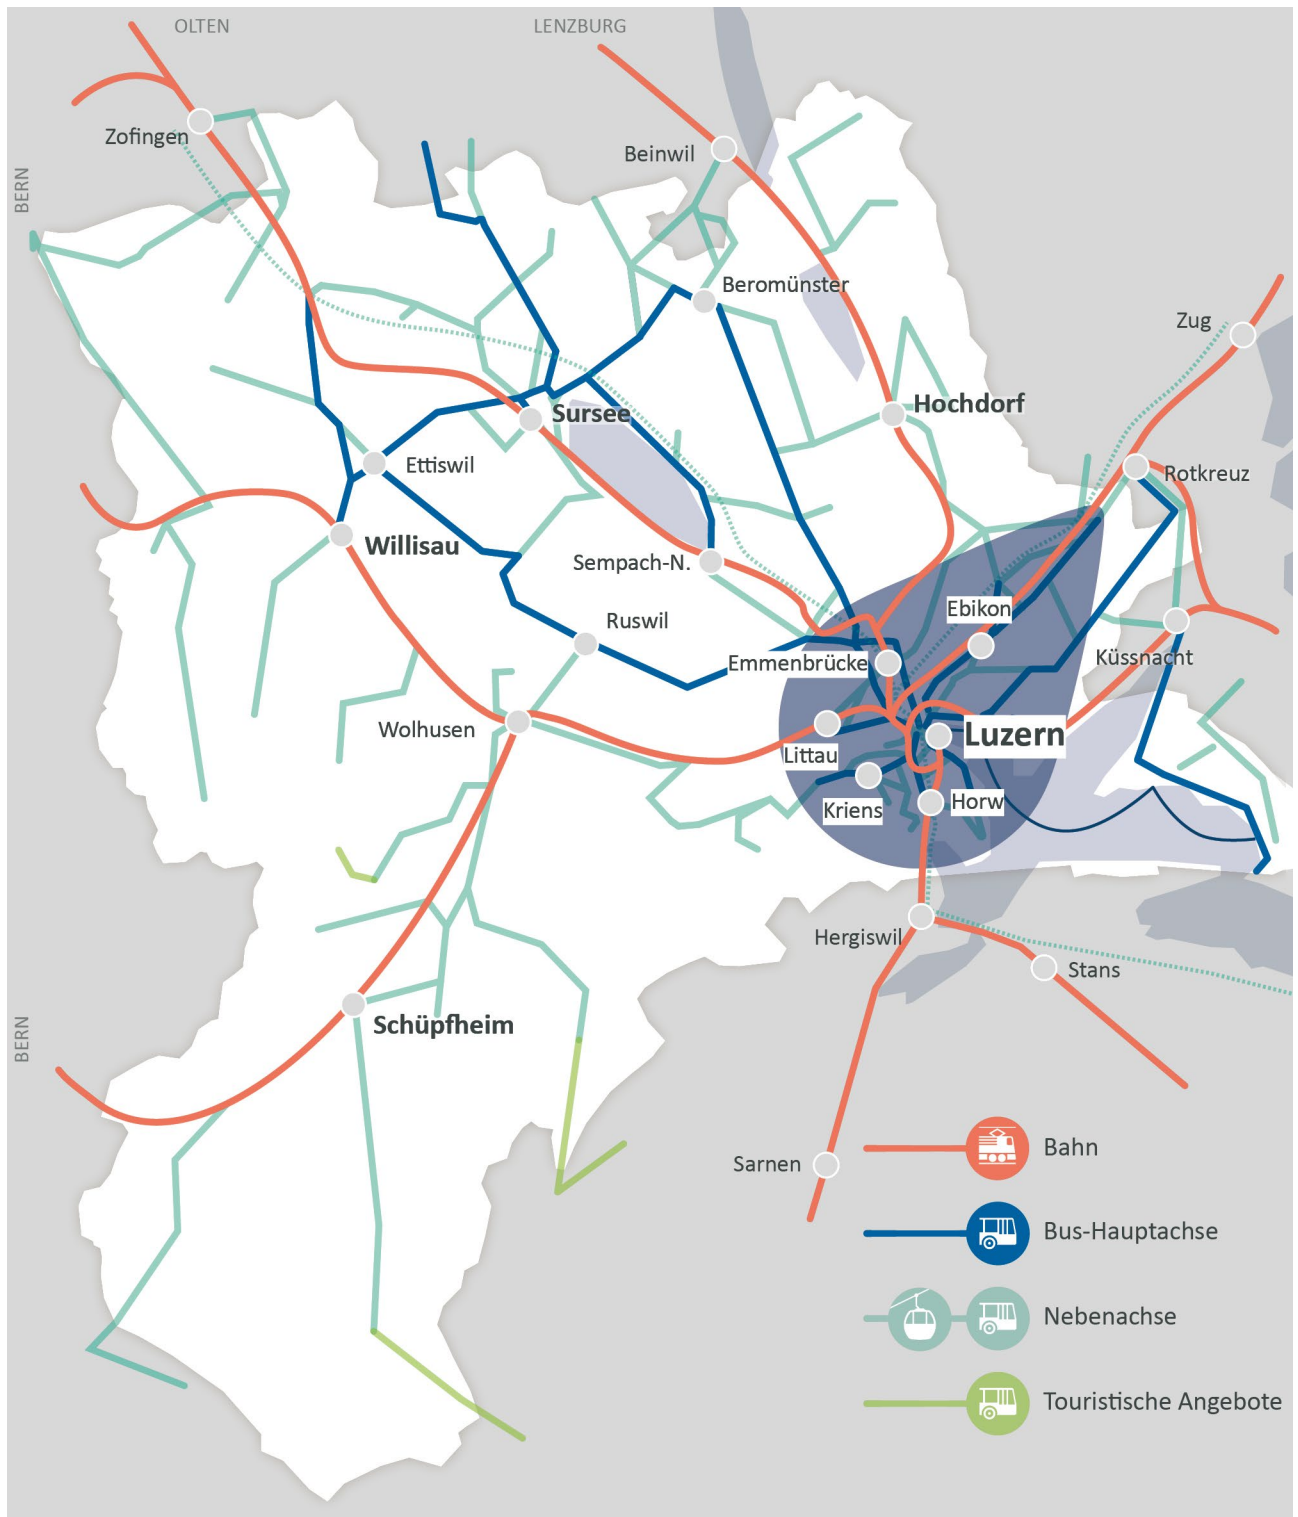 OLTEN
LENZBURG
Zofingen
Beinwil
BERN
Beromünster
Zug
Hochdorf
Sursee
Ettiswil
Rotkreuz
Willisau
Sempach-N.
Ebikon
Ruswil
Emmenbrücke
Küssnacht
Wolhusen
Luzern
Littau
Kriens
Horw
Hergiswil
Stans
Schüpfheim
BERN
Bahn
Sarnen
Bus-Hauptachse
Nebenachse
Touristische Angebote